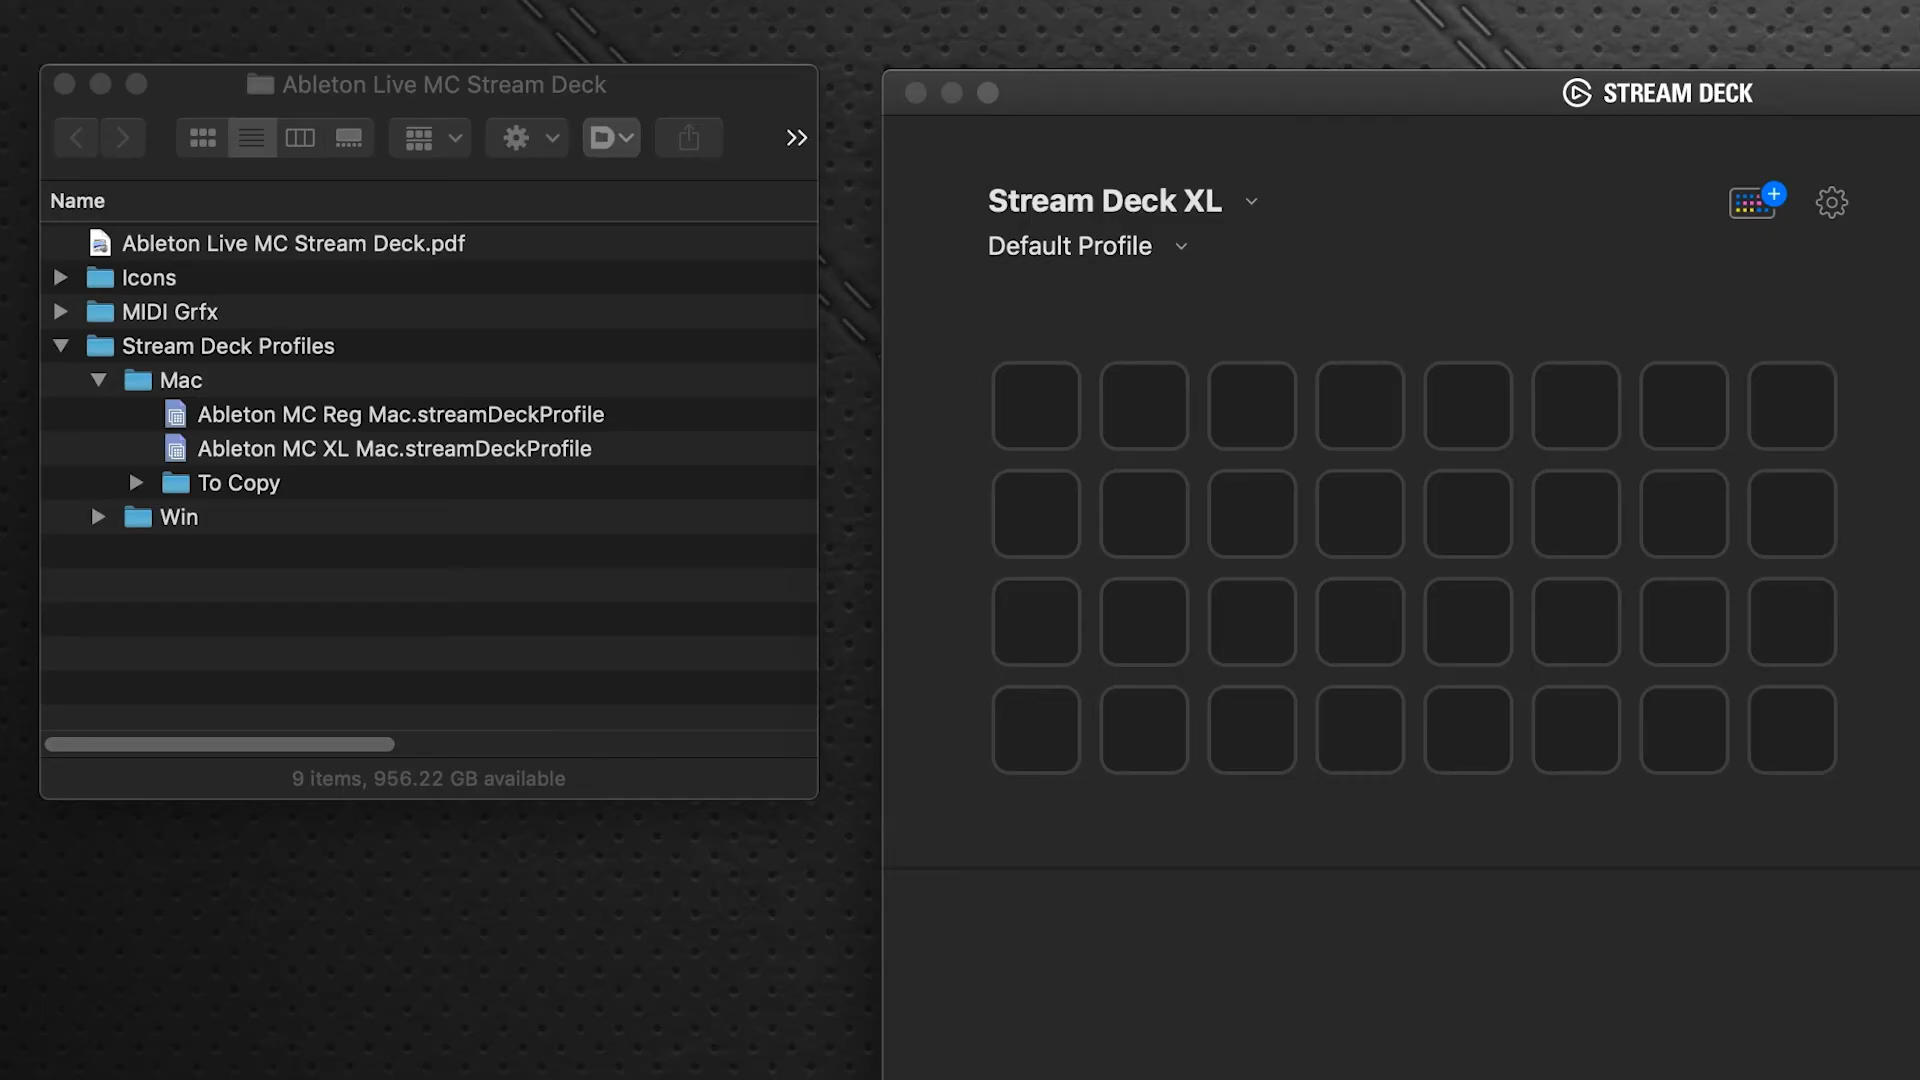 Ableton Live MC Stream Deck
Name
Ableton Live MC Stream Deck.pdf
Icons
MIDI Grfx
Stream Deck Profiles
Mac
Ableton MC Reg Mac.streamDeckProfile
Ableton MC XL Mac.streamDeckProfile
To Copy
Win
9 items, 956.22 GB available
STREAM DECK
Stream Deck XL
Default Profile